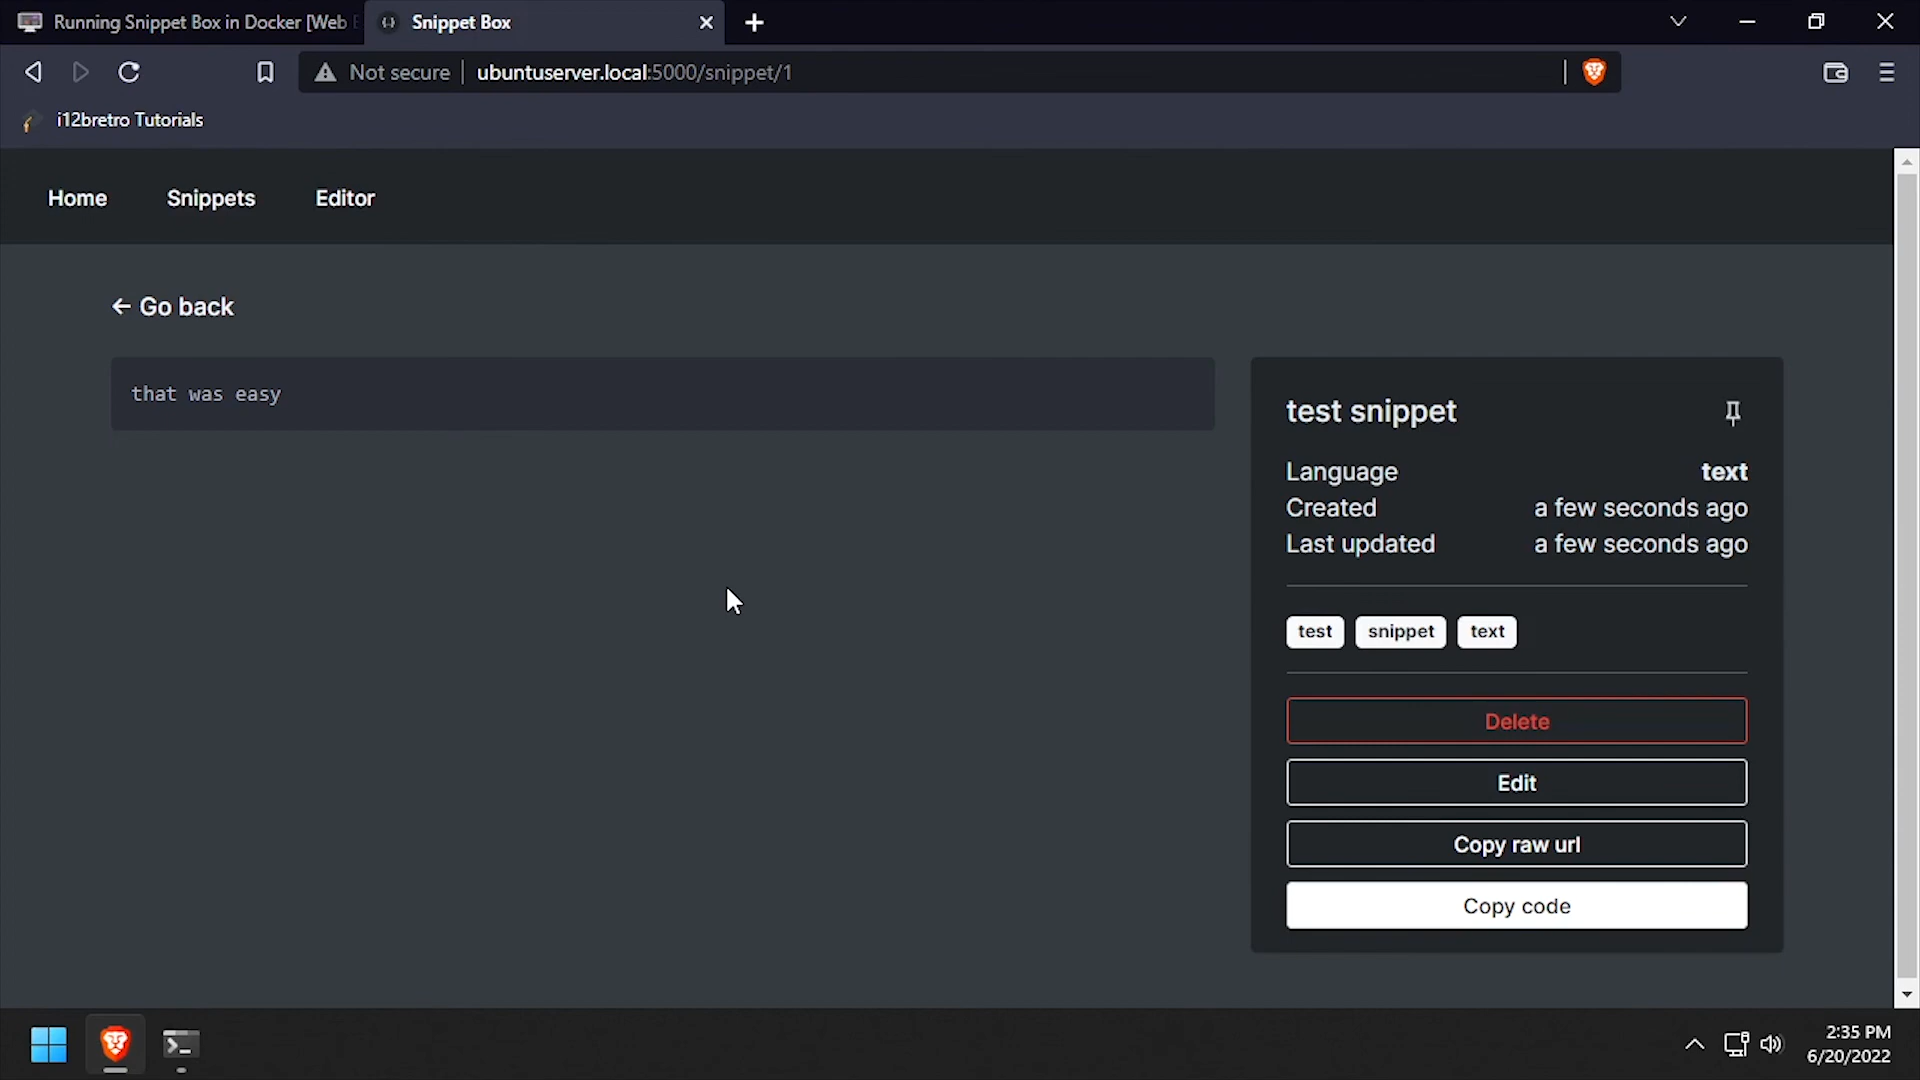 Running Snippet Box in Docker [Web
Snippet Box
Not secure
ubuntuserver.local:5000/snippet/1
i12bretro Tutorials
Home
Snippets
Editor
← Go back
that was easy
test snippet
Language text
Created a few seconds ago
Last updated a few seconds ago
test snippet text
Delete
Edit
Copy raw url
Copy code
2:35 PM
6/20/2022